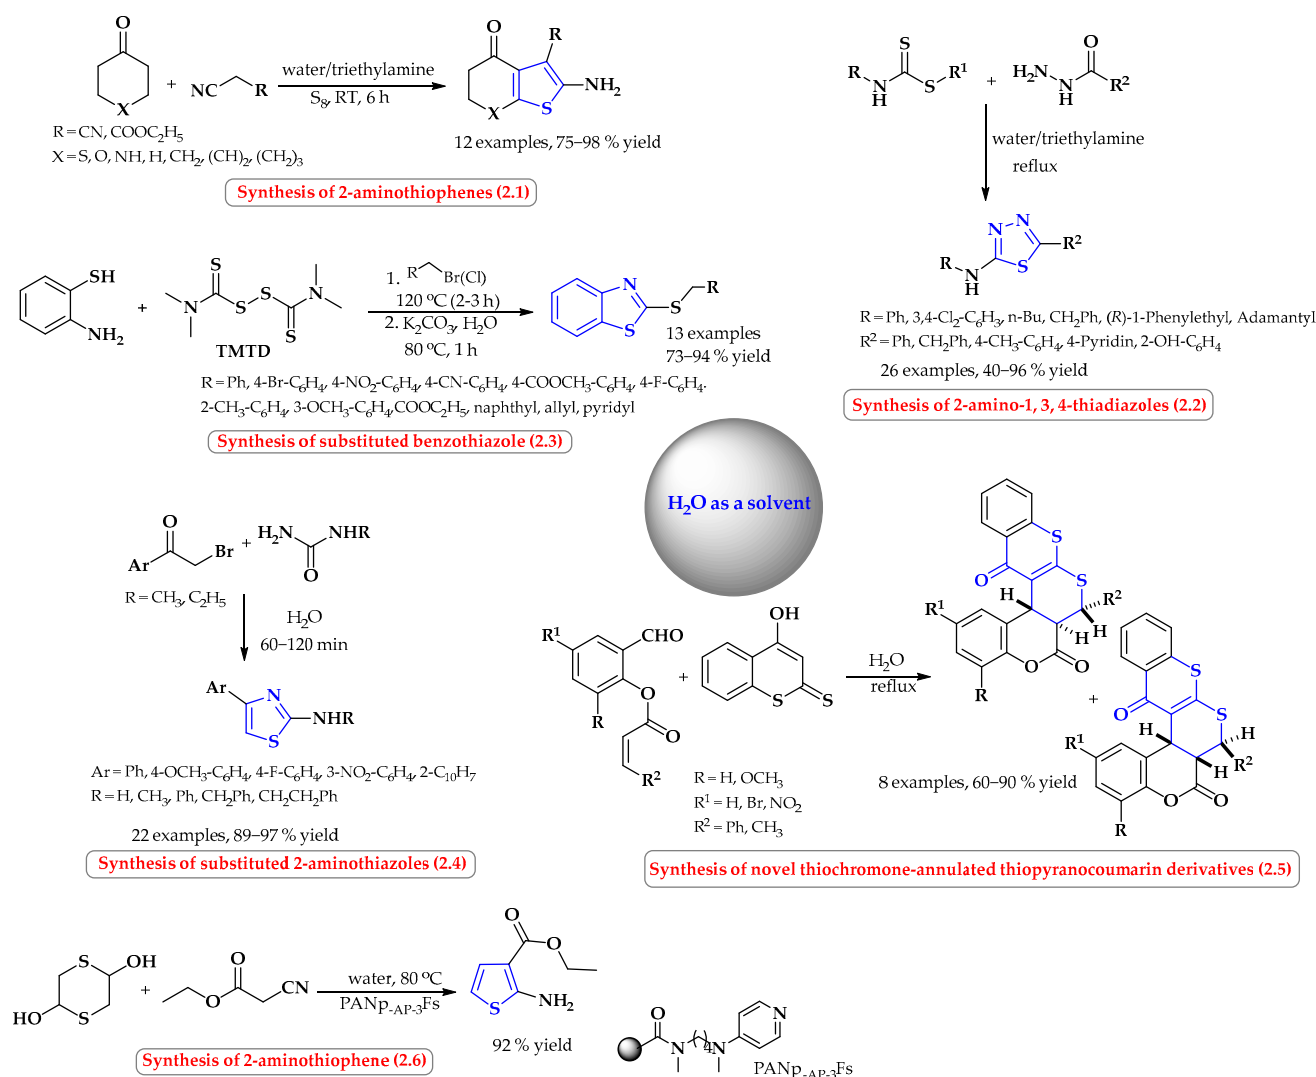 O
X
+
NC
R
water/triethylamine
S8, RT, 6 h
O
R
NH2
S
X
R = CN, COOC2H5
X = S, O, NH, H, CH2, (CH)2, (CH2)3
12 examples, 75–98 % yield
Synthesis of 2-aminothiophenes (2.1)
S
R
N
H
S
R1
+
H2N
N
H
O
R2
water/triethylamine
reflux
N
N
R
N
H
S
R2
R = Ph, 3,4-Cl2-C6H3, n-Bu, CH2Ph, (R)-1-Phenylethyl, Adamantyl
R2 = Ph, CH2Ph, 4-CH3-C6H4, 4-Pyridin, 2-OH-C6H4
26 examples, 40–96 % yield
Synthesis of 2-amino-1, 3, 4-thiadiazoles (2.2)
SH
NH2
+
S
N
S
S
N
S
TMTD
1. R Br(Cl)
120 ºC (2-3 h)
2. K2CO3, H2O
80 ºC, 1 h
N
S
S
R
13 examples
73–94 % yield
R = Ph, 4-Br-C6H4, 4-NO2-C6H4, 4-CN-C6H4, 4-COOCH3-C6H4, 4-F-C6H4.
2-CH3-C6H4, 3-OCH3-C6H4,COOC2H5, naphthyl, allyl, pyridyl
Synthesis of substituted benzothiazole (2.3)
H2O as a solvent
O
Ar
Br
+
H2N
NHR
O
R = CH3, C2H5
H2O
60–120 min
Ar
N
S
NHR
Ar = Ph, 4-OCH3-C6H4, 4-F-C6H4, 3-NO2-C6H4, 2-C10H7
R = H, CH3, Ph, CH2Ph, CH2CH2Ph
22 examples, 89–97 % yield
Synthesis of substituted 2-aminothiazoles (2.4)
R1
CHO
O
R
O
R2
+
OH
S
S
H2O
reflux
R = H, OCH3
R1 = H, Br, NO2
R2 = Ph, CH3
S
O
S
H
R2
R1
H
H
O
O
R
+
S
O
S
H
R1
H
R2
H
O
O
R
8 examples, 60–90 % yield
Synthesis of novel thiochrome-annulated thiopyranocoumarin derivatives (2.5)
S
OH
HO
S
+
O
O
CN
water, 80 ºC
PANp-AP-3Fs
O
O
NH2
S
92 % yield
O
N
( )4
N
N
PANp-AP-3Fs
Synthesis of 2-aminothiophene (2.6)